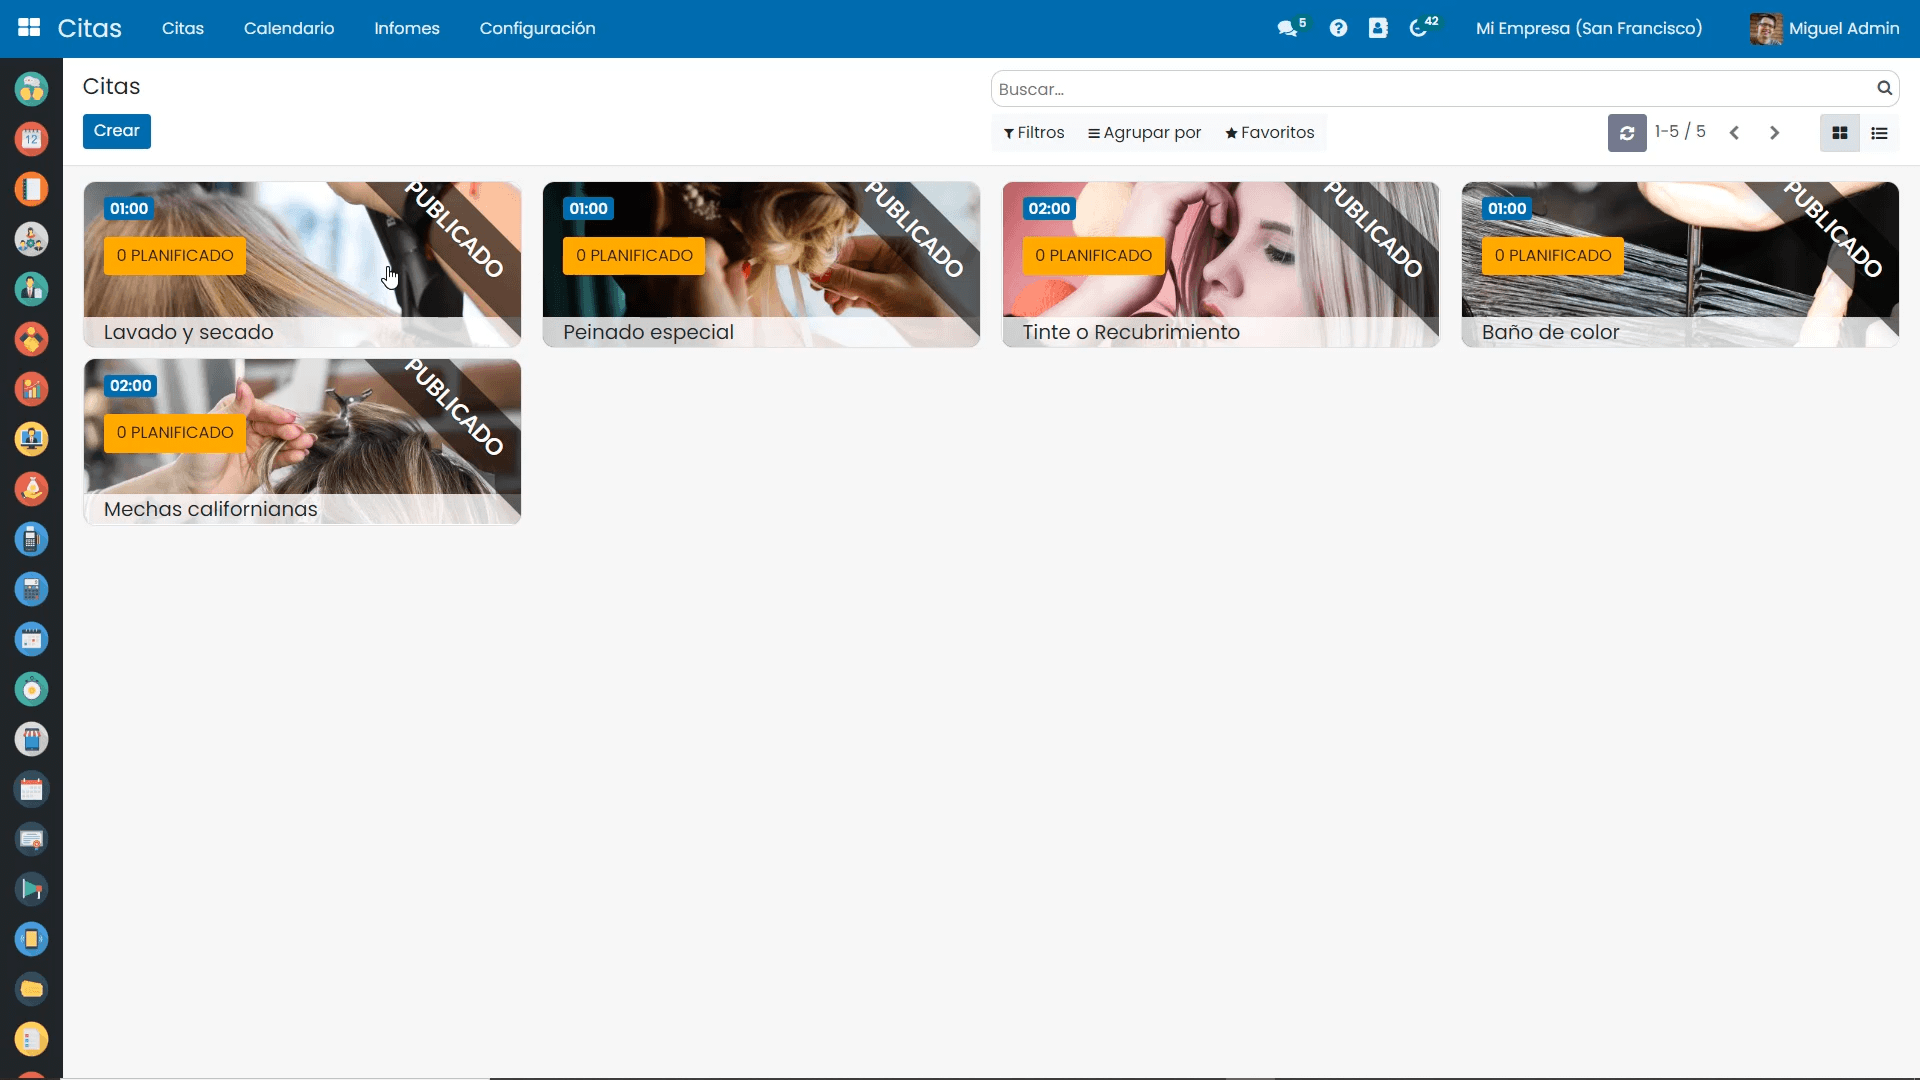 Citas Citas Calendario Infomes Configuración 5 42 Mi Empresa (San Francisco) Miguel Admin
Citas
Buscar...
Crear
Filtros Agrupar por Favoritos 1-5 / 5
12
01:00
0 PLANIFICADO
PUBLICADO
Lavado y secado
01:00
0 PLANIFICADO
PUBLICADO
Peinado especial
02:00
0 PLANIFICADO
PUBLICADO
Tinte o Recubrimiento
01:00
0 PLANIFICADO
PUBLICADO
Baño de color
02:00
0 PLANIFICADO
PUBLICADO
Mechas californianas